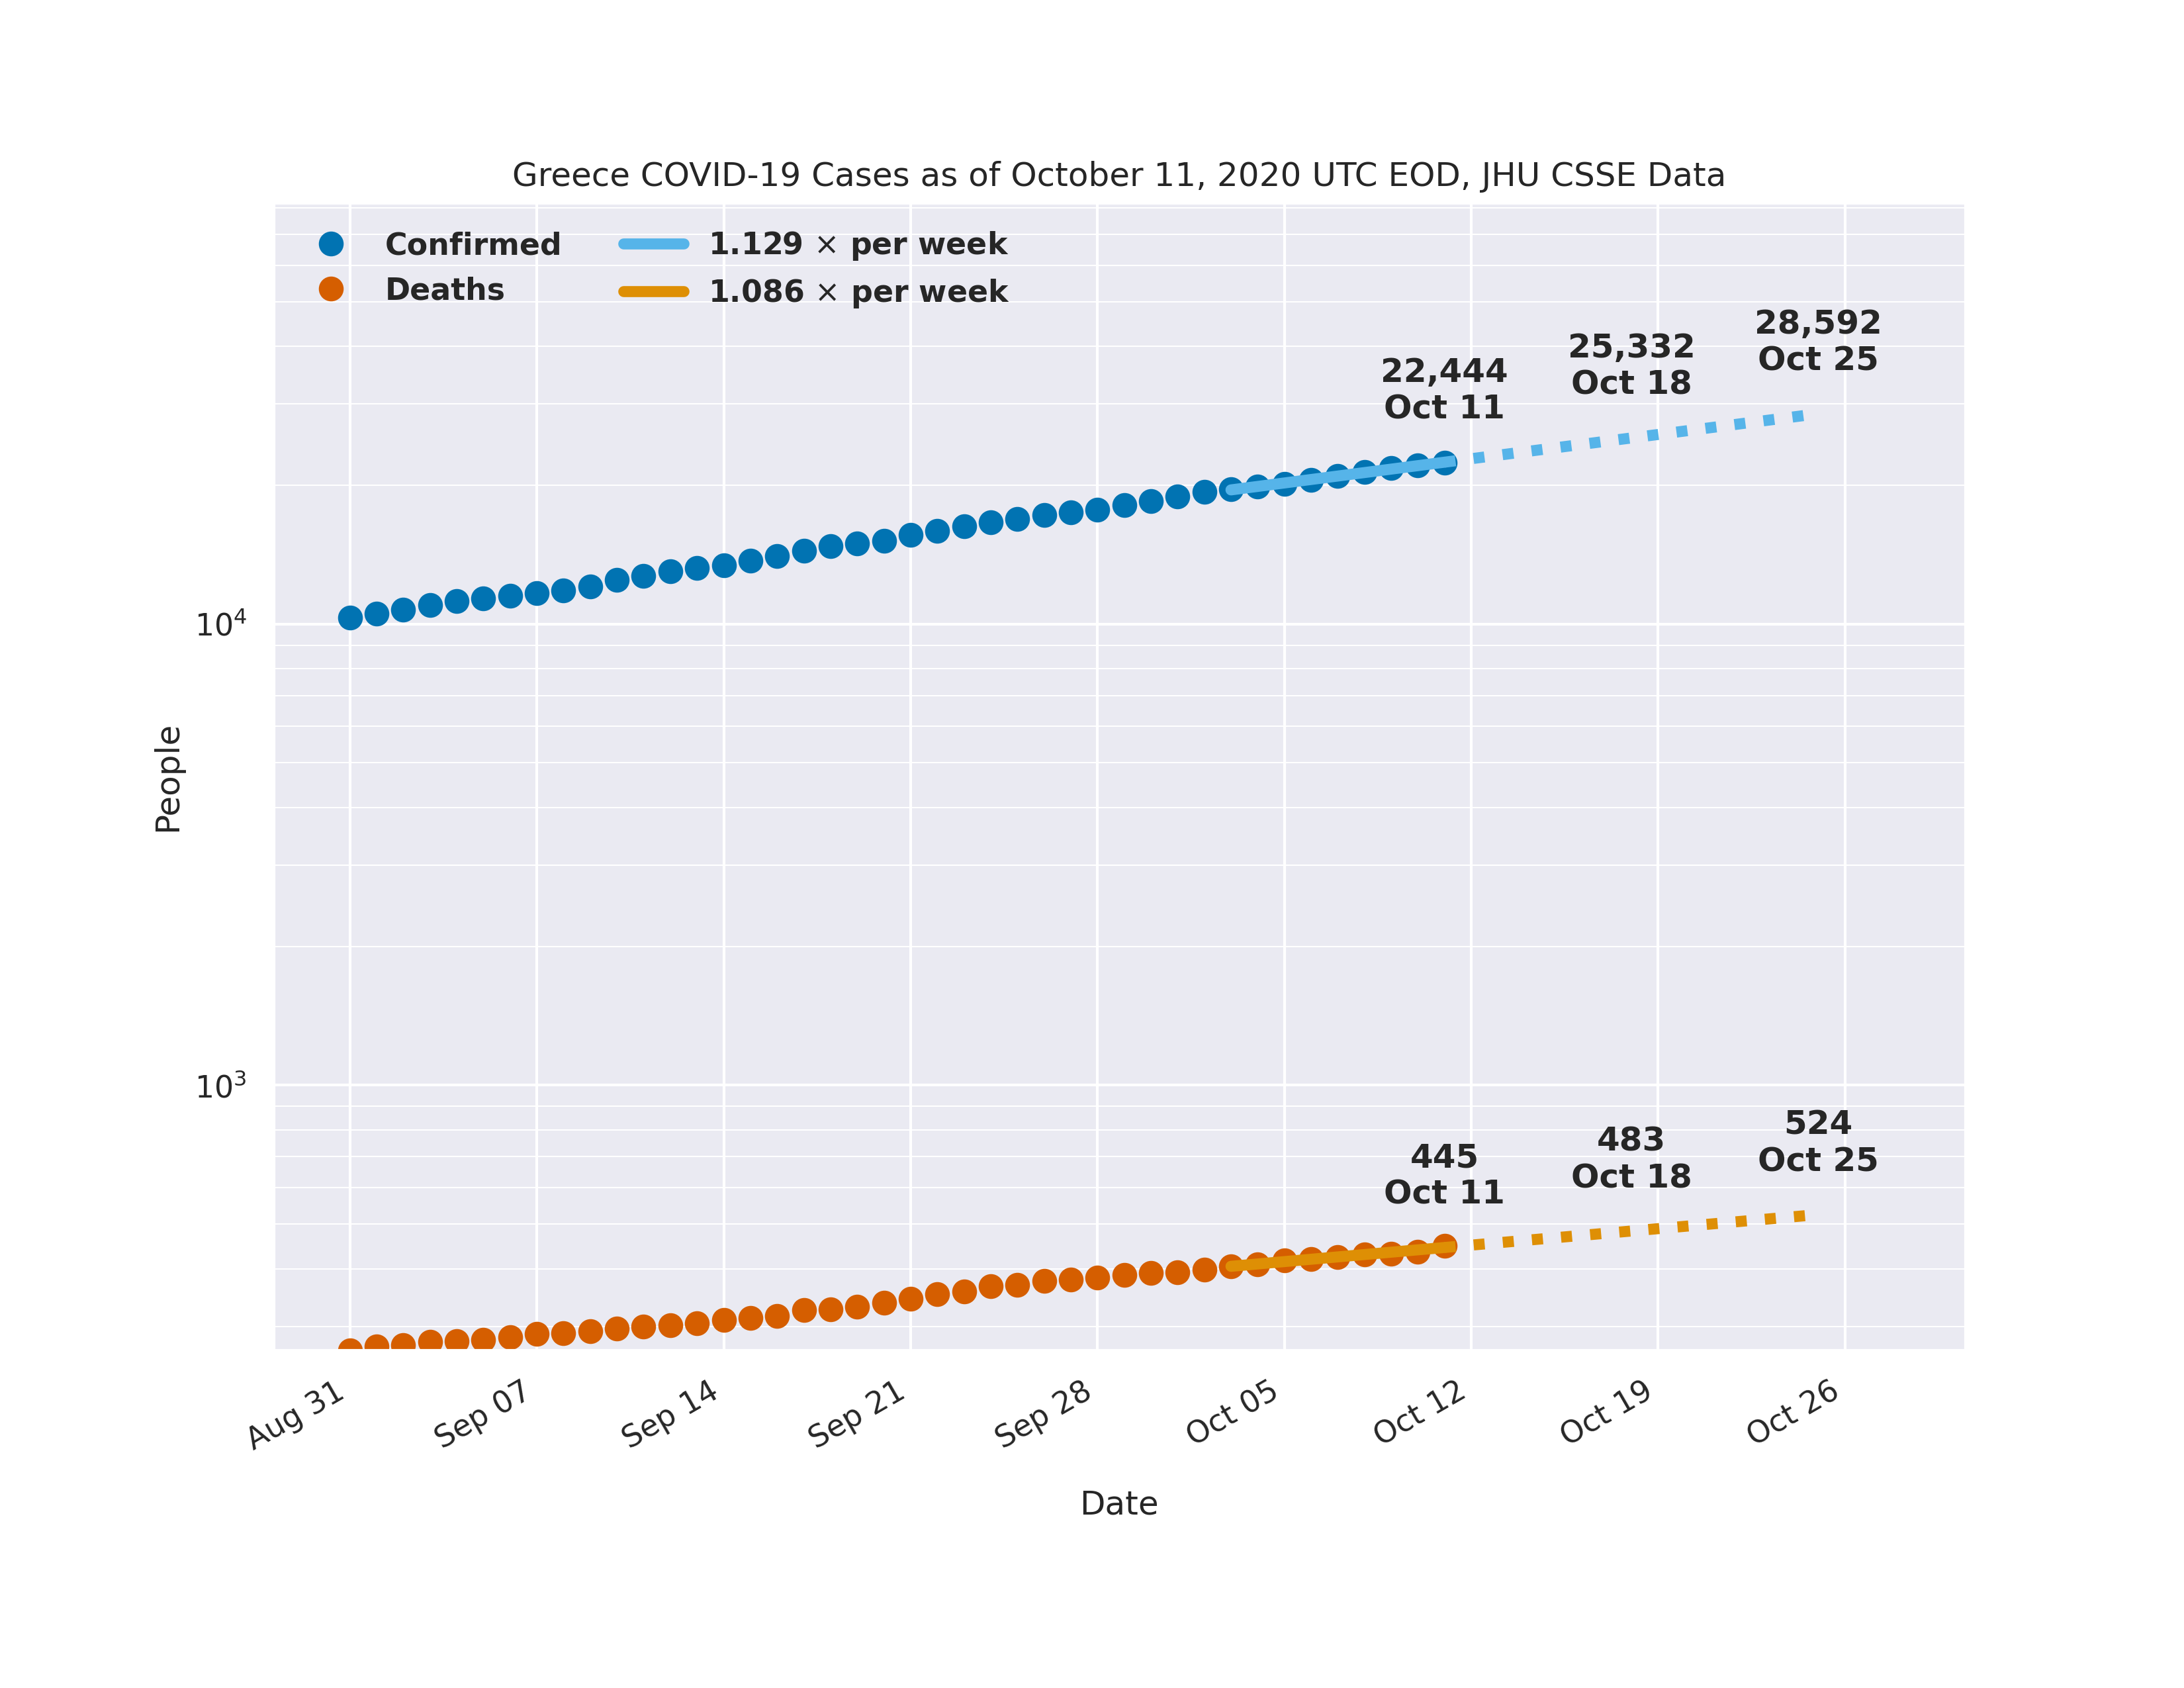 Greece COVID-19 Cases as of October 11, 2020 UTC EOD, JHU CSSE Data
Confirmed
Deaths
1.129 × per week
1.086 × per week
28,592
Oct 25
25,332
Oct 18
22,444
Oct 11
10⁴
People
10³
524
Oct 25
483
Oct 18
445
Oct 11
Aug 31
Sep 07
Sep 14
Sep 21
Sep 28
Oct 05
Oct 12
Oct 19
Oct 26
Date